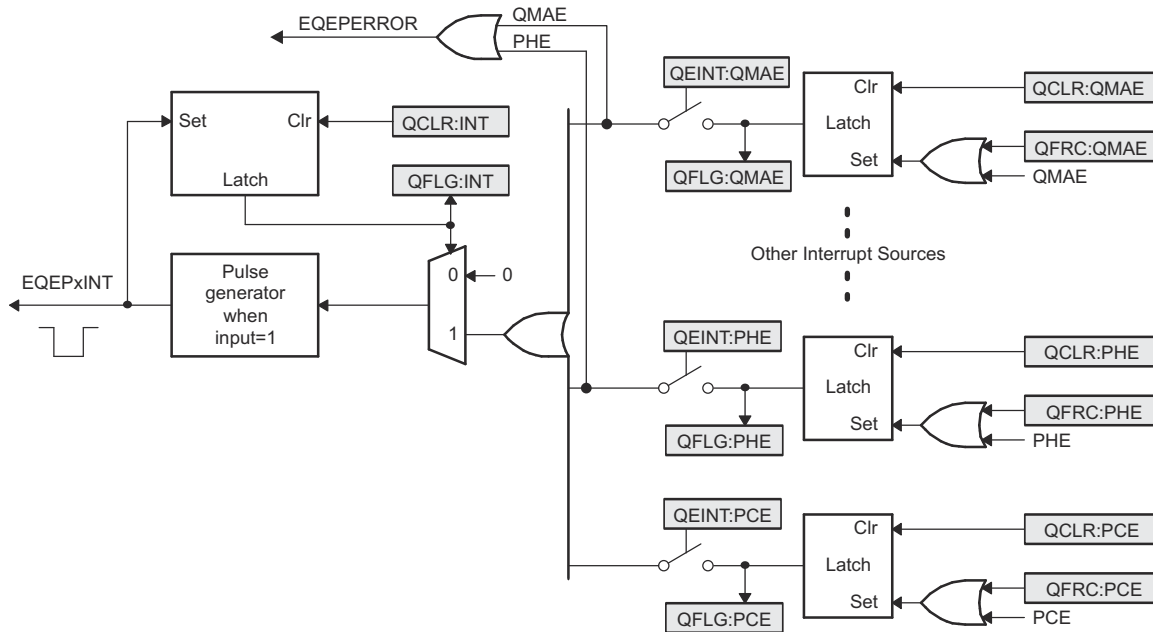 EQEPERROR
QMAE
PHE
Set
Clr
Latch
QCLR:INT
QFLG:INT
EQEPxINT
Pulse
generator
when
input=1
0
0
1
QEINT:QMAE
QFLG:QMAE
Clr
Latch
Set
QCLR:QMAE
QFRC:QMAE
QMAE
Other Interrupt Sources
QEINT:PHE
QFLG:PHE
Clr
Latch
Set
QCLR:PHE
QFRC:PHE
PHE
QEINT:PCE
QFLG:PCE
Clr
Latch
Set
QCLR:PCE
QFRC:PCE
PCE